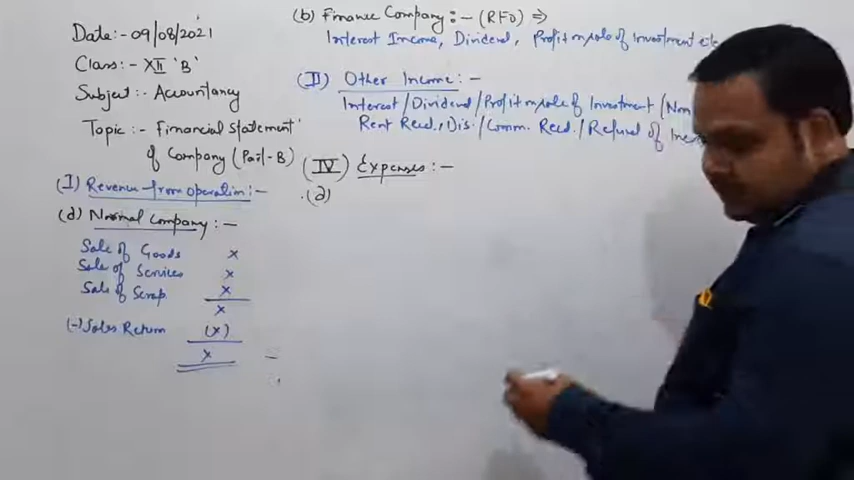 Date:- 09/08/2021
Class:- XII 'B'
Subject:- Accountancy
Topic:- Financial statement
of Company (Part-B)
(I) Revenue from operation:-
(a) Normal Company:-
Sale of Goods x
Sale of Services x
Sale of Scrap x
x
(-) Sales Return (x)
x
(b) Finance Company:- (RFO) ⇒
Interest Income, Dividend, Profit on sale of Investment etc
(II) Other Income:-
Interest/Dividend/Profit on sale of Investment (Non
Rent Recd., Dis./Comm. Recd./Refund of
(IV) Expenses:-
(a)